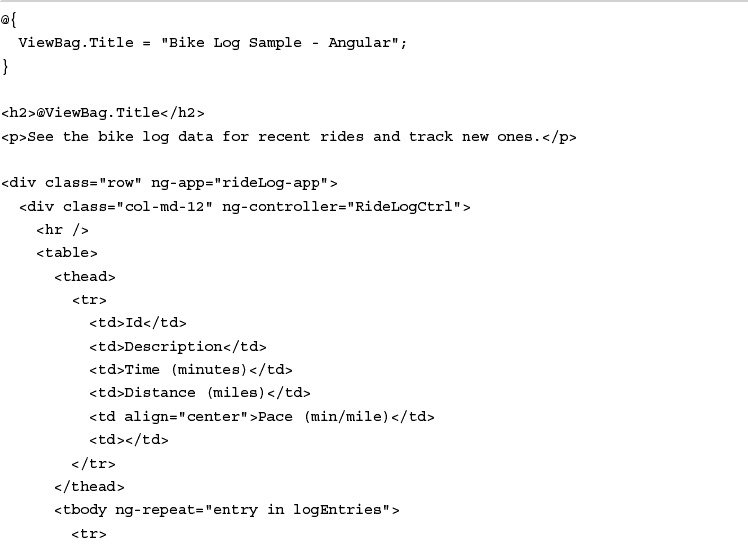 @{
  ViewBag.Title = "Bike Log Sample - Angular";
}

<h2>@ViewBag.Title</h2>
<p>See the bike log data for recent rides and track new ones.</p>

<div class="row" ng-app="rideLog-app">
  <div class="col-md-12" ng-controller="RideLogCtrl">
    <hr />
    <table>
      <thead>
        <tr>
          <td>Id</td>
          <td>Description</td>
          <td>Time (minutes)</td>
          <td>Distance (miles)</td>
          <td align="center">Pace (min/mile)</td>
          <td></td>
        </tr>
      </thead>
      <tbody ng-repeat="entry in logEntries">
        <tr>